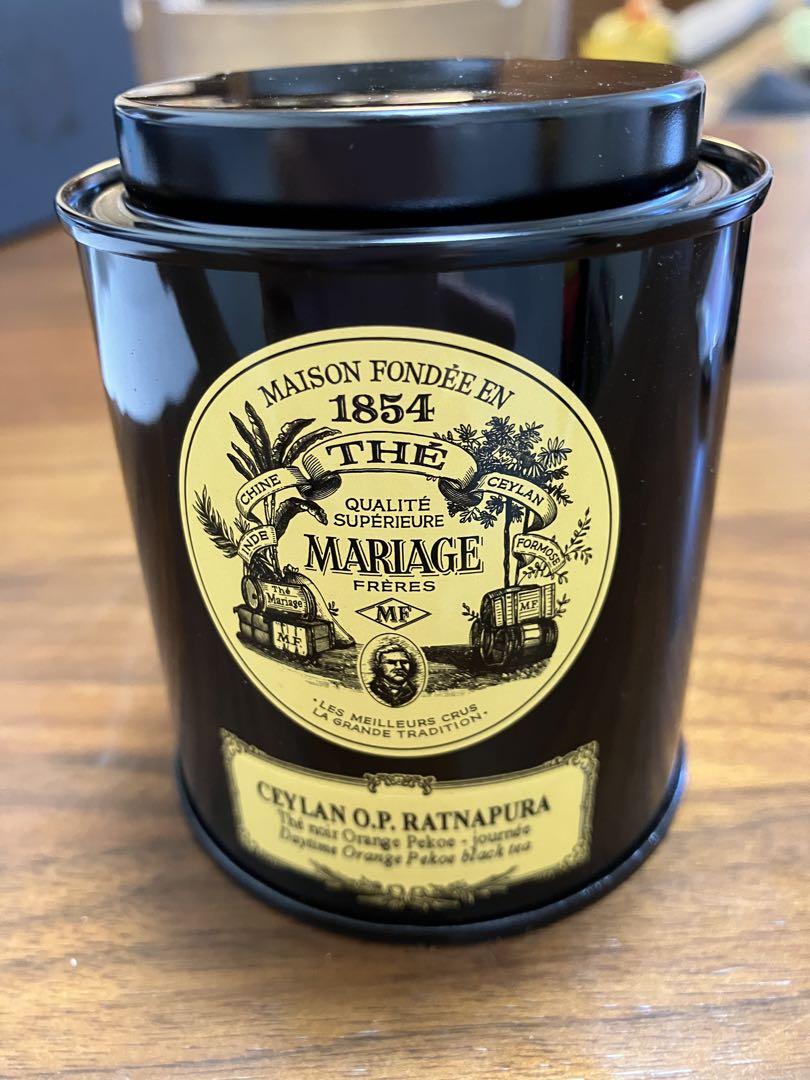 MAISON FONDÉE EN
1854
THÉ
CHINE
CEYLAN
QUALITÉ
SUPÉRIEURE
INDE
FORMOSE
MARIAGE
FRÈRES
Thé
Mariage
MF
MF
M.F
•LES MEILLEURS CRUS
LA GRANDE TRADITION•
CEYLAN O.P. RATNAPURA
Thé noir Orange Pekoe - journée
Daytime Orange Pekoe black tea